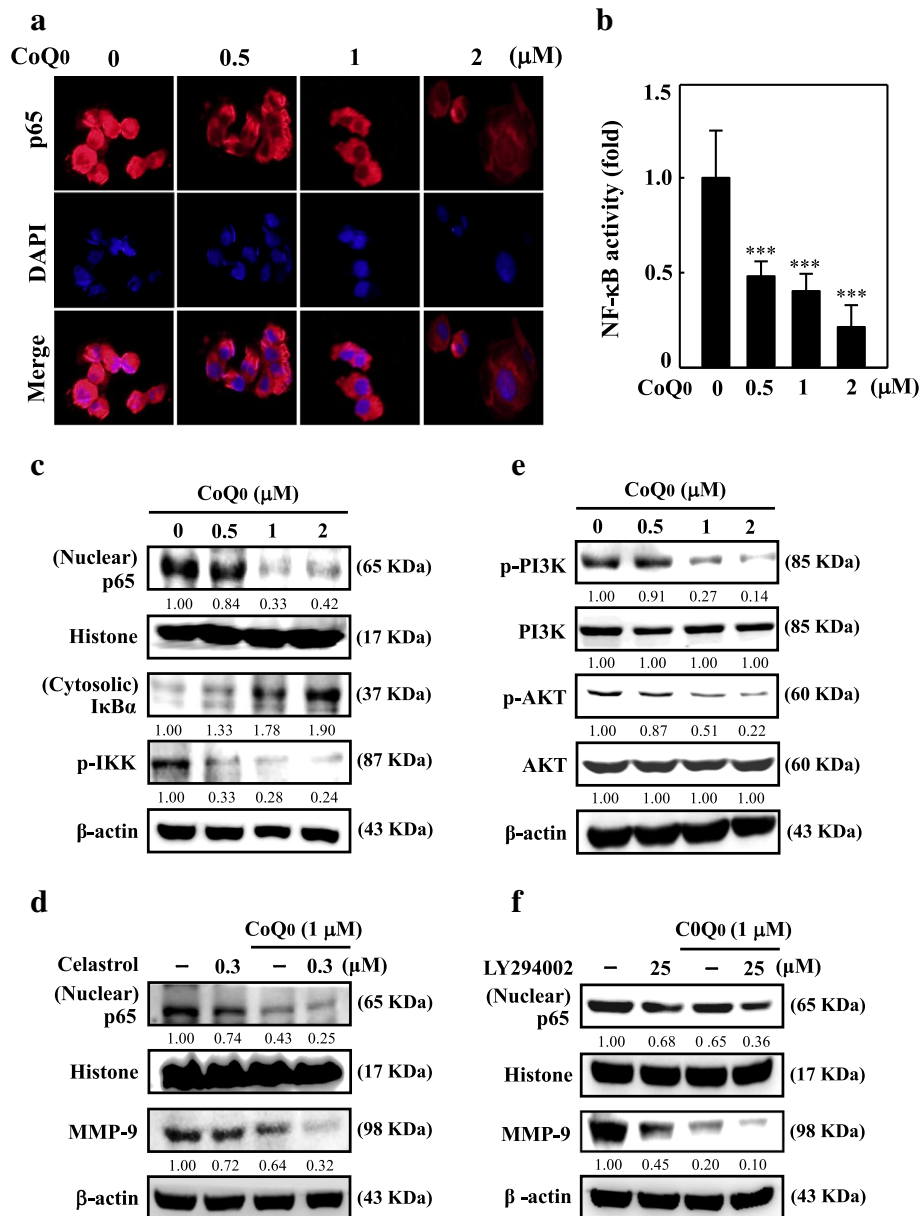 a
CoQ0 0 0.5 1 2 (μM)
p65
DAPI
Merge
b
1.5
1.0
0.5
0
NF-κB activity (fold)
*** *** ***
CoQ0 0 0.5 1 2 (μM)
c
CoQ0 (μM)
0 0.5 1 2
(Nuclear) p65 (65 KDa)
1.00 0.84 0.33 0.42
Histone (17 KDa)
(Cytosolic) IκBα (37 KDa)
1.00 1.33 1.78 1.90
p-IKK (87 KDa)
1.00 0.33 0.28 0.24
β-actin (43 KDa)
e
CoQ0 (μM)
0 0.5 1 2
p-PI3K (85 KDa)
1.00 0.91 0.27 0.14
PI3K (85 KDa)
1.00 1.00 1.00 1.00
p-AKT (60 KDa)
1.00 0.87 0.51 0.22
AKT (60 KDa)
1.00 1.00 1.00 1.00
β-actin (43 KDa)
d
CoQ0 (1 μM)
Celastrol – 0.3 – 0.3 (μM)
(Nuclear) p65 (65 KDa)
1.00 0.74 0.43 0.25
Histone (17 KDa)
MMP-9 (98 KDa)
1.00 0.72 0.64 0.32
β-actin (43 KDa)
f
C0Q0 (1 μM)
LY294002 – 25 – 25 (μM)
(Nuclear) p65 (65 KDa)
1.00 0.68 0.65 0.36
Histone (17 KDa)
MMP-9 (98 KDa)
1.00 0.45 0.20 0.10
β -actin (43 KDa)